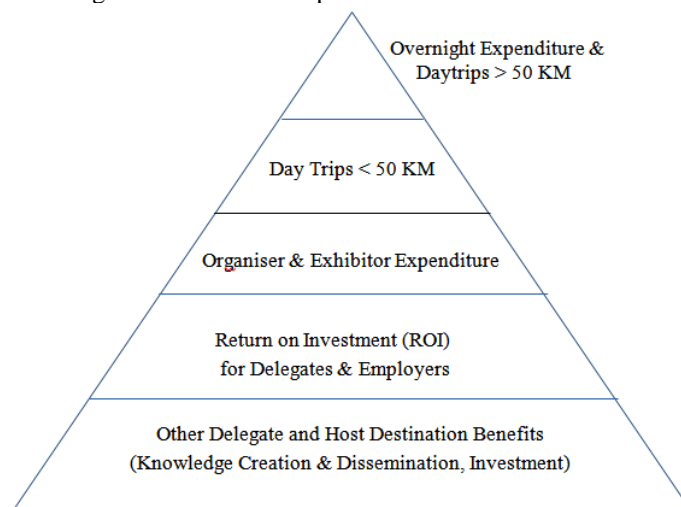 Overnight Expenditure &
Daytrips > 50 KM
Day Trips < 50 KM
Organiser & Exhibitor Expenditure
Return on Investment (ROI)
for Delegates & Employers
Other Delegate and Host Destination Benefits
(Knowledge Creation & Dissemination, Investment)